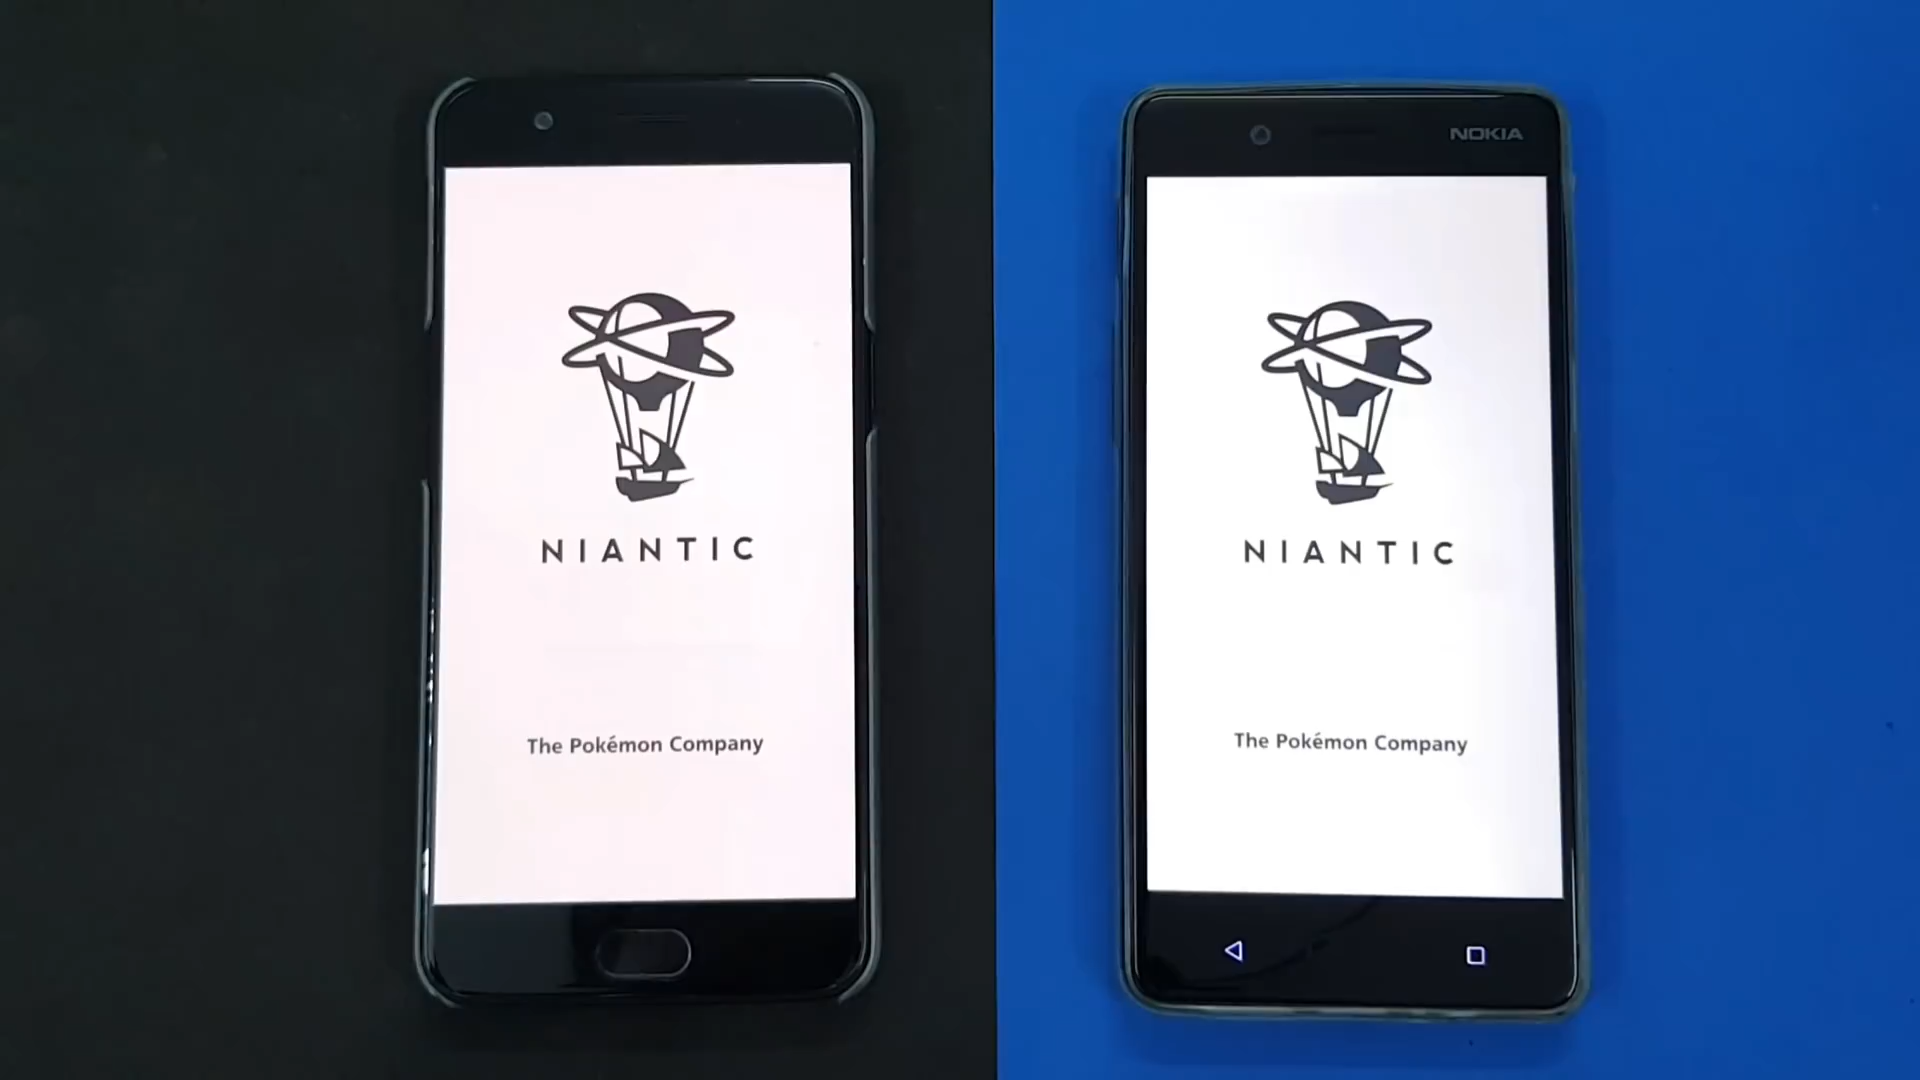 NIANTIC
The Pokémon Company
NOKIA
NIANTIC
The Pokémon Company